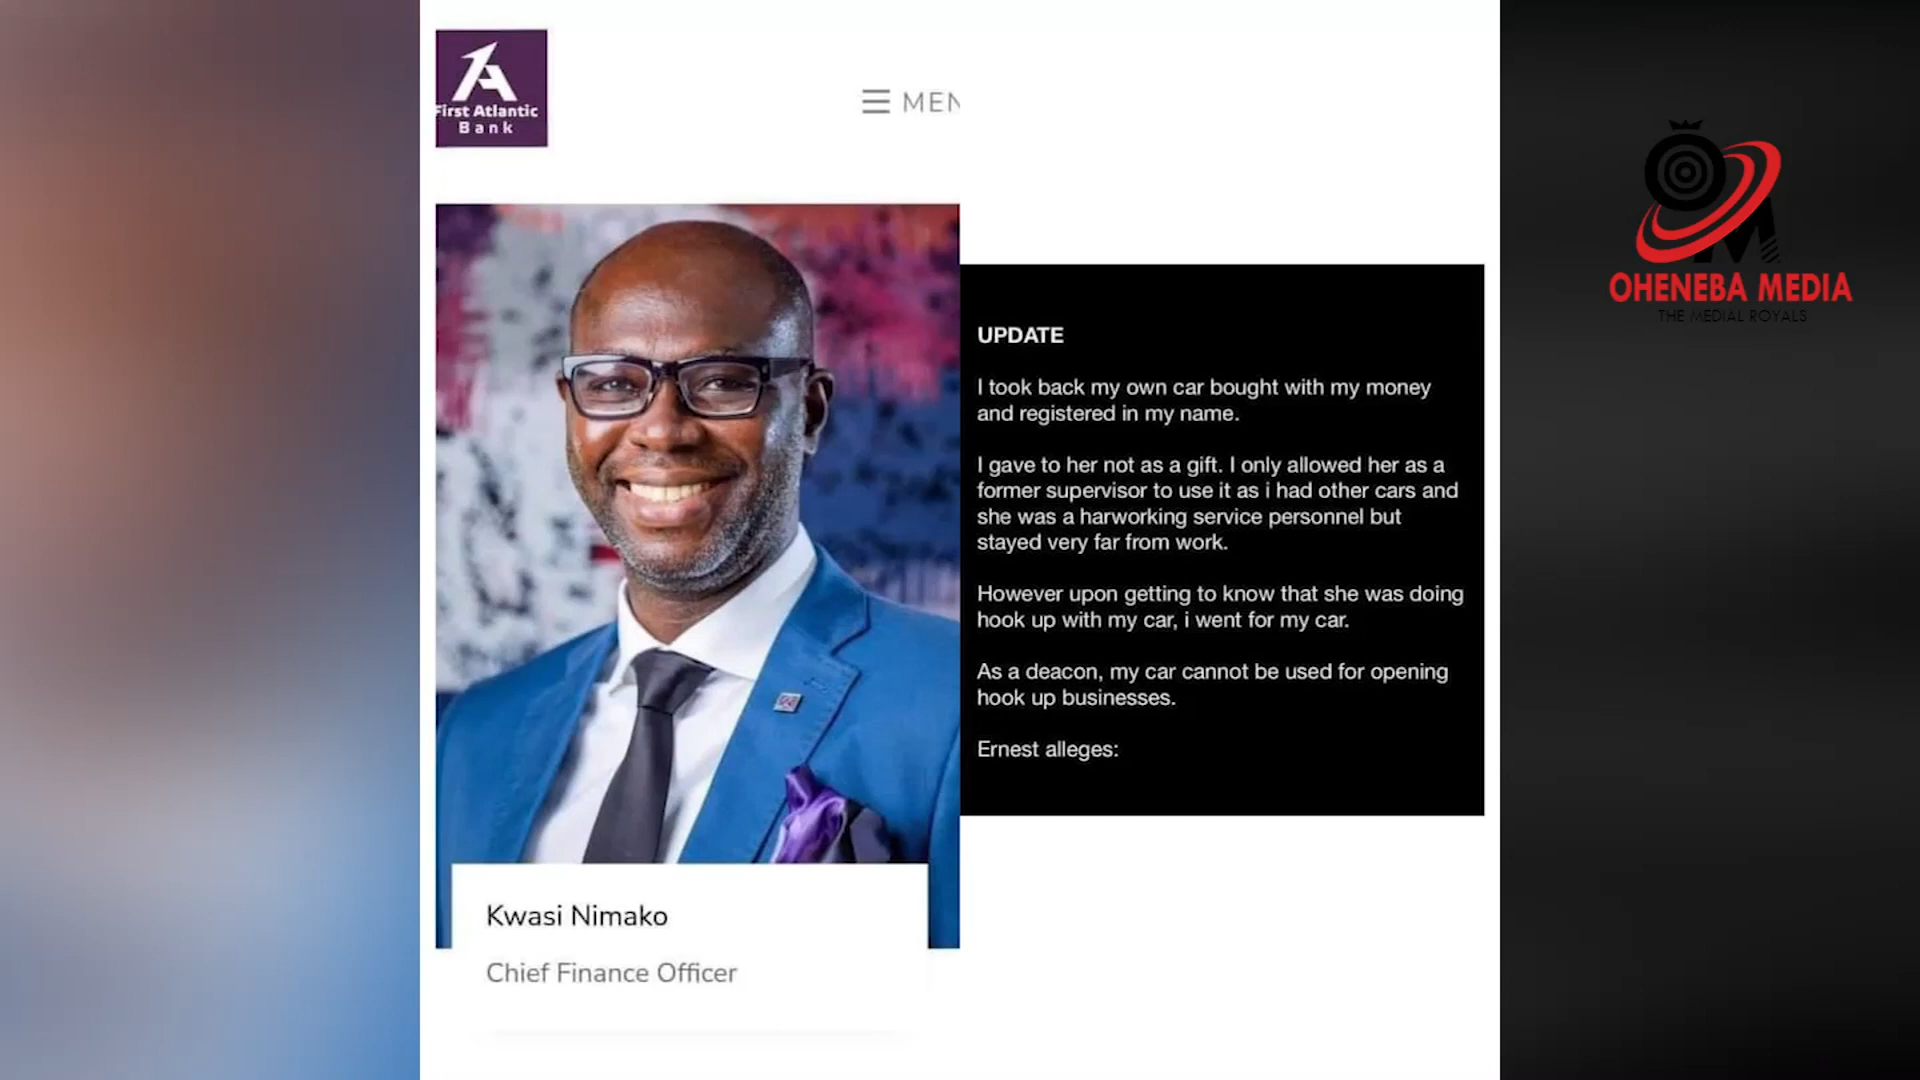 First Atlantic
Bank
☰ MEN
UPDATE
I took back my own car bought with my money
and registered in my name.
I gave to her not as a gift. I only allowed her as a
former supervisor to use it as i had other cars and
she was a harworking service personnel but
stayed very far from work.
However upon getting to know that she was doing
hook up with my car, i went for my car.
As a deacon, my car cannot be used for opening
hook up businesses.
Ernest alleges:
Kwasi Nimako
Chief Finance Officer
OHENEBA MEDIA
THE MEDIAL ROYALS